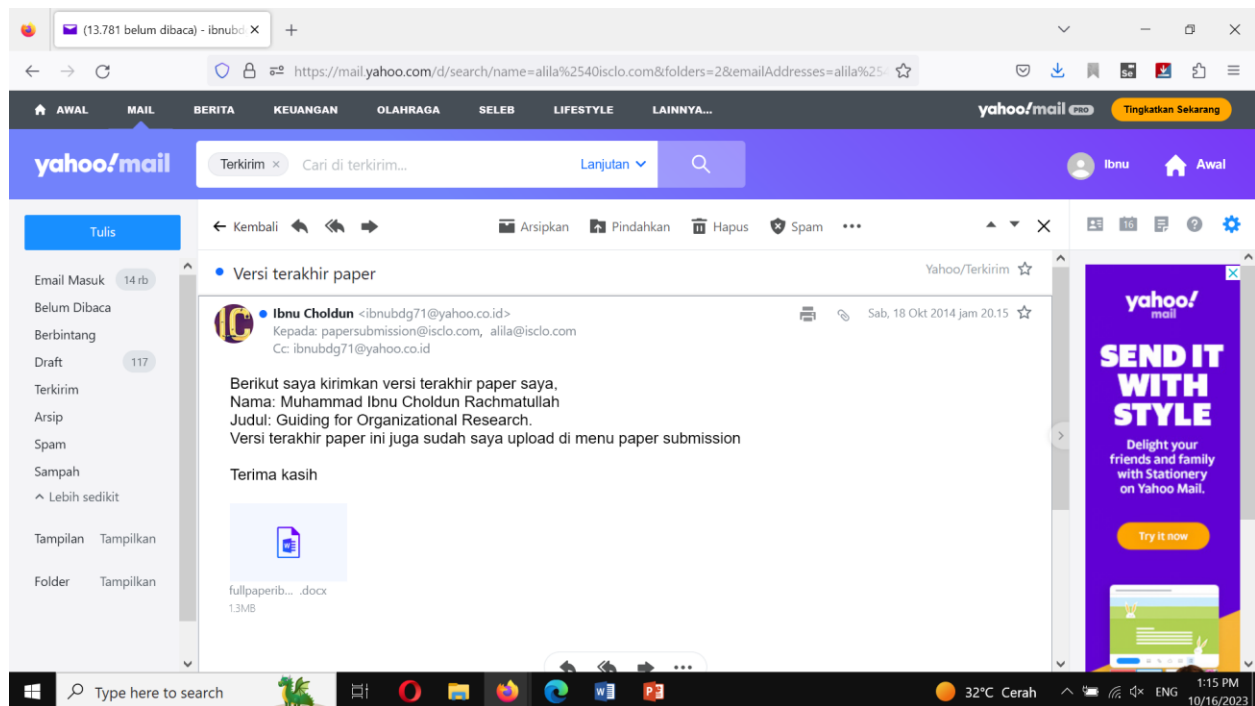 (13.781 belum dibaca) - ibnubd
https://mail.yahoo.com/d/search/name=alila%2540isclo.com&folders=2&emailAddresses=alila%254
AWAL MAIL BERITA KEUANGAN OLAHRAGA SELEB LIFESTYLE LAINNYA... yahoo!mail PRO Tingkatkan Sekarang
yahoo!mail Terkirim × Cari di terkirim... Lanjutan Ibnu Awal
Tulis
Email Masuk 14 rb
Belum Dibaca
Berbintang
Draft 117
Terkirim
Arsip
Spam
Sampah
Lebih sedikit
Tampilan Tampilkan
Folder Tampilkan
Kembali Arsipkan Pindahkan Hapus Spam ••• 16
Versi terakhir paper Yahoo/Terkirim
Ibnu Choldun <ibnubdg71@yahoo.co.id> Sab, 18 Okt 2014 jam 20.15
Kepada: papersubmission@isclo.com, alila@isclo.com
Cc: ibnubdg71@yahoo.co.id
Berikut saya kirimkan versi terakhir paper saya,
Nama: Muhammad Ibnu Choldun Rachmatullah
Judul: Guiding for Organizational Research.
Versi terakhir paper ini juga sudah saya upload di menu paper submission
Terima kasih
fullpaperib... .docx
1.3MB
yahoo!
mail
SEND IT
WITH
STYLE
Delight your
friends and family
with Stationery
on Yahoo Mail.
Try it now
Type here to search 32°C Cerah ENG 1:15 PM
10/16/2023